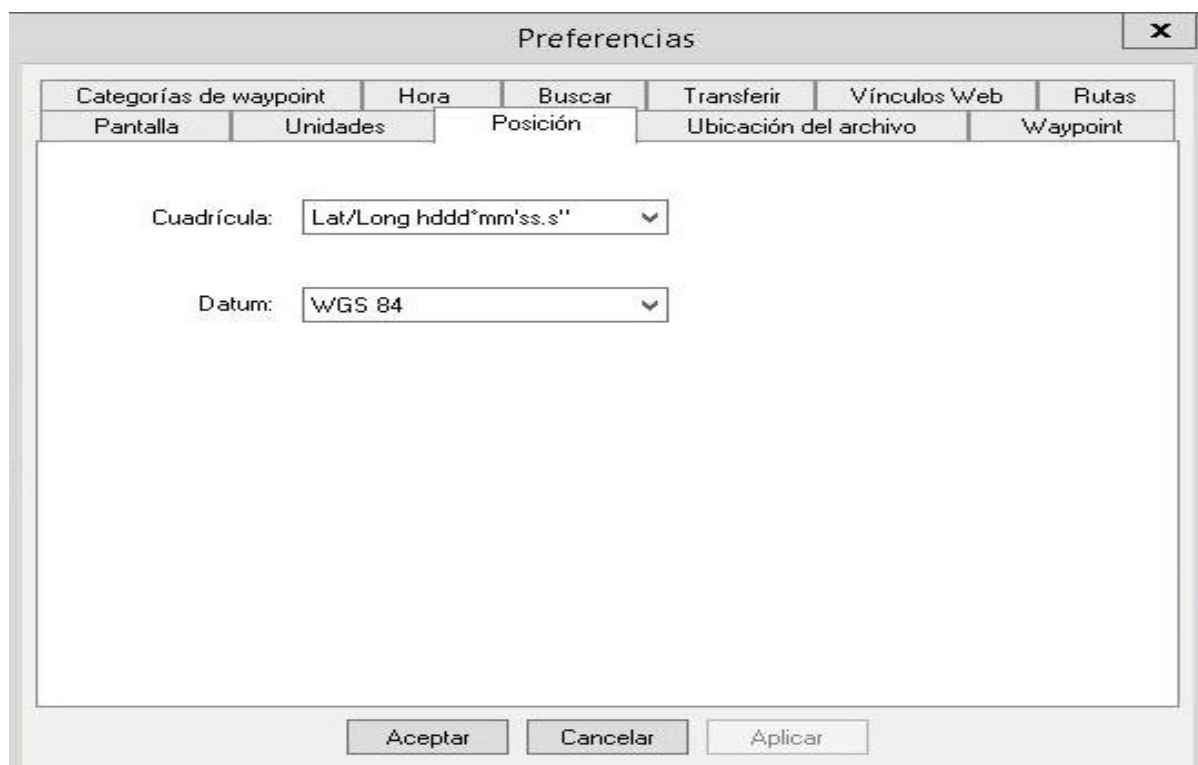 Preferencias
x
Categorías de waypoint Hora Buscar Transferir Vínculos Web Rutas
Pantalla Unidades Posición Ubicación del archivo Waypoint
Cuadrícula: Lat/Long hddd°mm'ss.s''
Datum: WGS 84
Aceptar Cancelar Aplicar